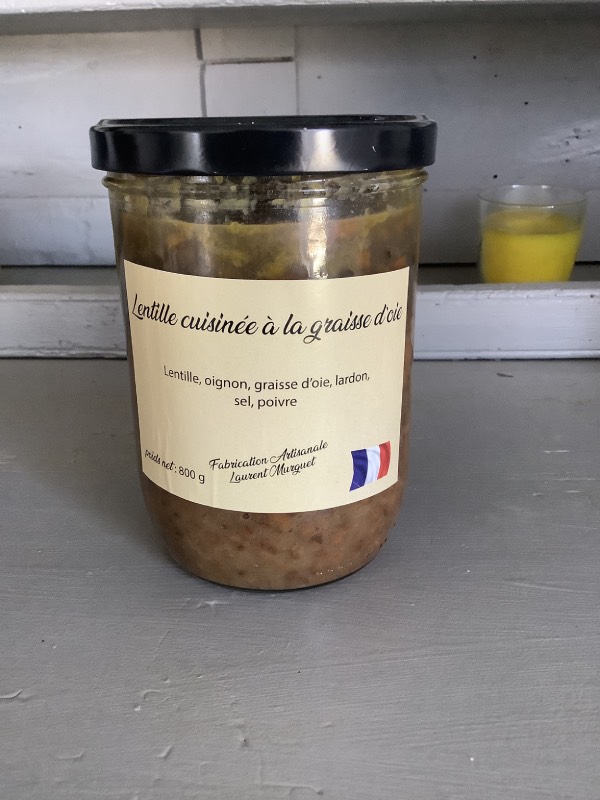 Lentille cuisinée à la graisse d'oie
Lentille, oignon, graisse d'oie, lardon,
sel, poivre
poids net : 800 g
Fabrication Artisanale
Laurent Murguet